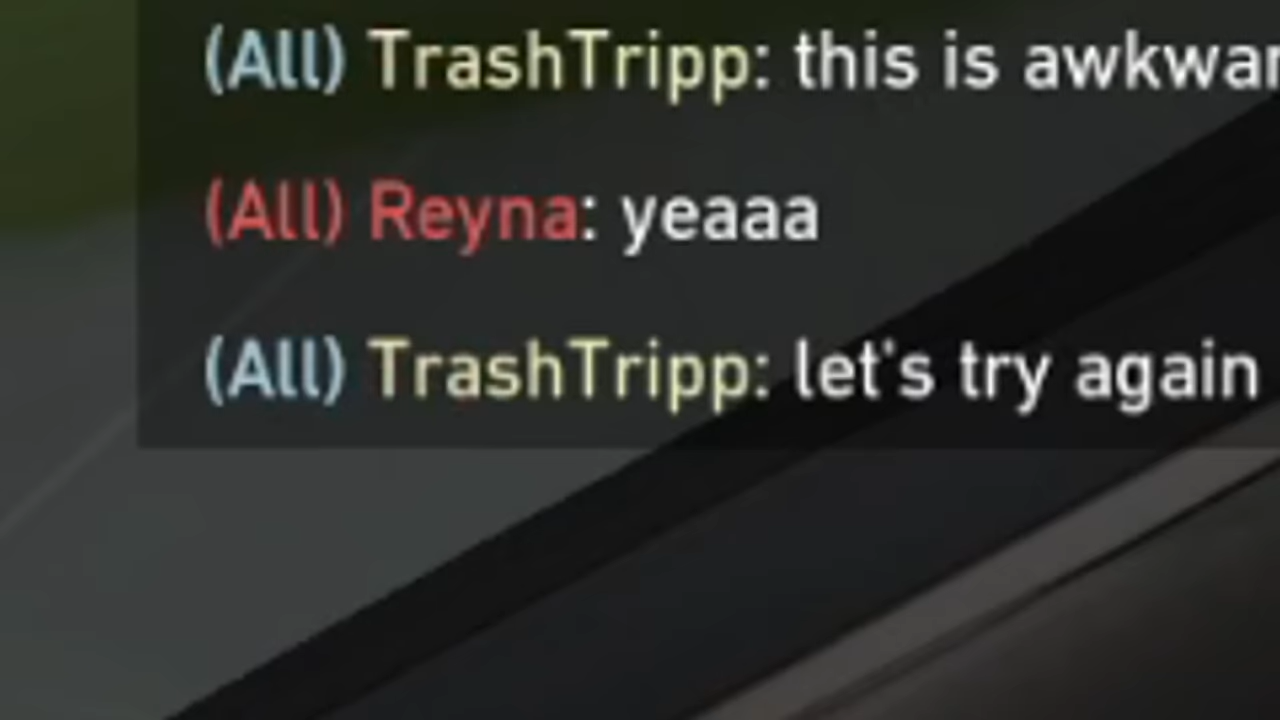 (All) TrashTripp: this is
(All) Reyna: yeaaa
(All) TrashTripp: let's try again